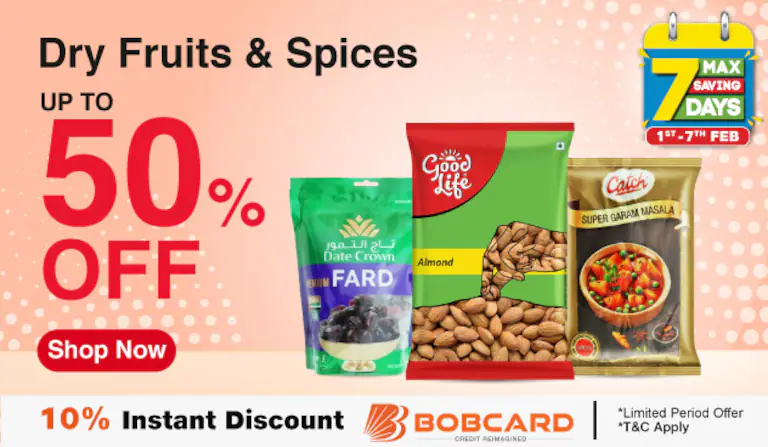 Dry Fruits & Spices
UP TO
50%
OFF
Shop Now
7
MAX
SAVING
DAYS
1ST - 7TH FEB
تاج التمور
Date Crown
PREMIUM
FARD
Good
Life
Almond
Catch
SUPER GARAM MASALA
10% Instant Discount
BOBCARD
CREDIT REIMAGINED
*Limited Period Offer
*T&C Apply